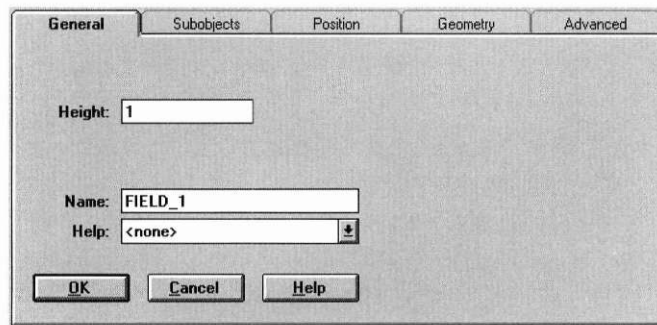 General Subobjects Position Geometry Advanced
Height: 1
Name: FIELD_1
Help: <none>
OK Cancel Help